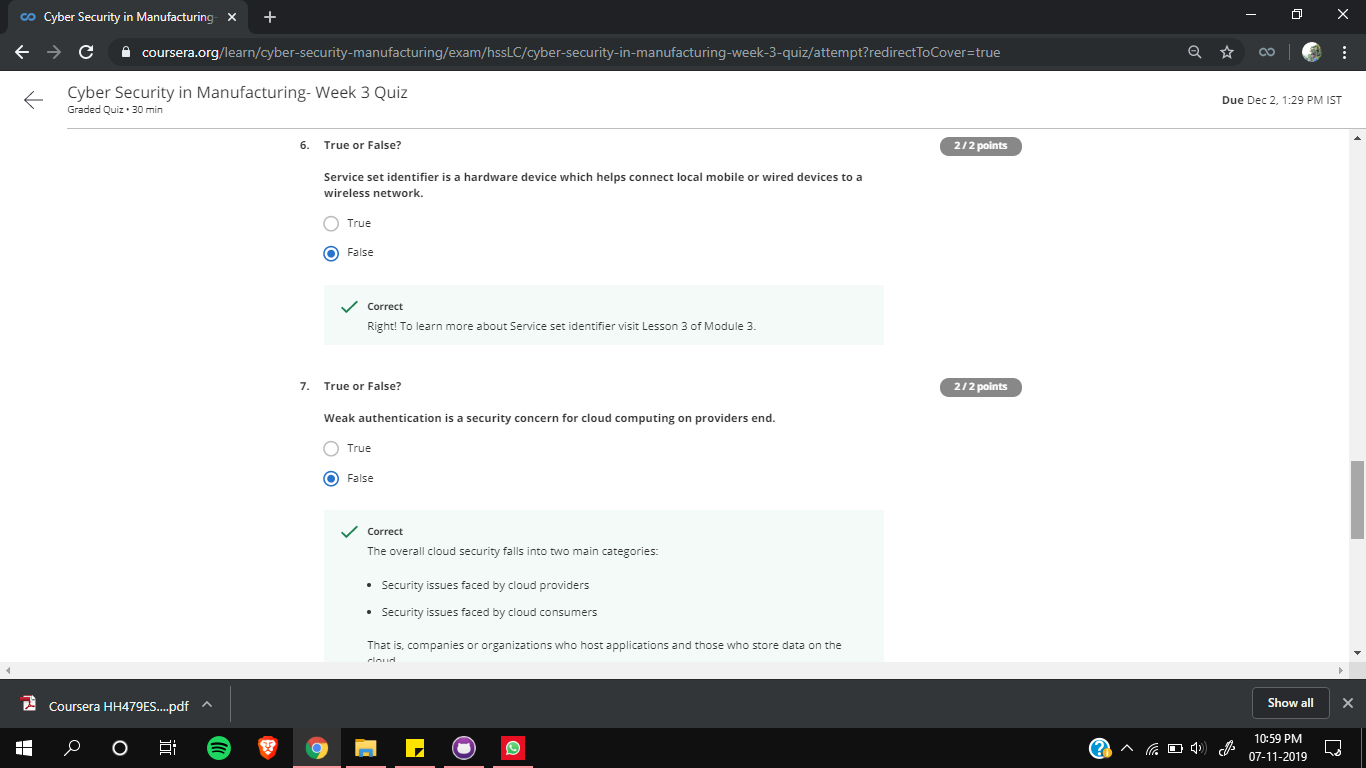 Cyber Security in Manufacturing-
coursera.org/learn/cyber-security-manufacturing/exam/hssLC/cyber-security-in-manufacturing-week-3-quiz/attempt?redirectToCover=true
Cyber Security in Manufacturing- Week 3 Quiz
Graded Quiz • 30 min
Due Dec 2, 1:29 PM IST
6. True or False?
2 / 2 points
Service set identifier is a hardware device which helps connect local mobile or wired devices to a
wireless network.
True
False
Correct
Right! To learn more about Service set identifier visit Lesson 3 of Module 3.
7. True or False?
2 / 2 points
Weak authentication is a security concern for cloud computing on providers end.
True
False
Correct
The overall cloud security falls into two main categories:
• Security issues faced by cloud providers
• Security issues faced by cloud consumers
That is, companies or organizations who host applications and those who store data on the
cloud
Coursera HH479ES....pdf
Show all
10:59 PM
07-11-2019